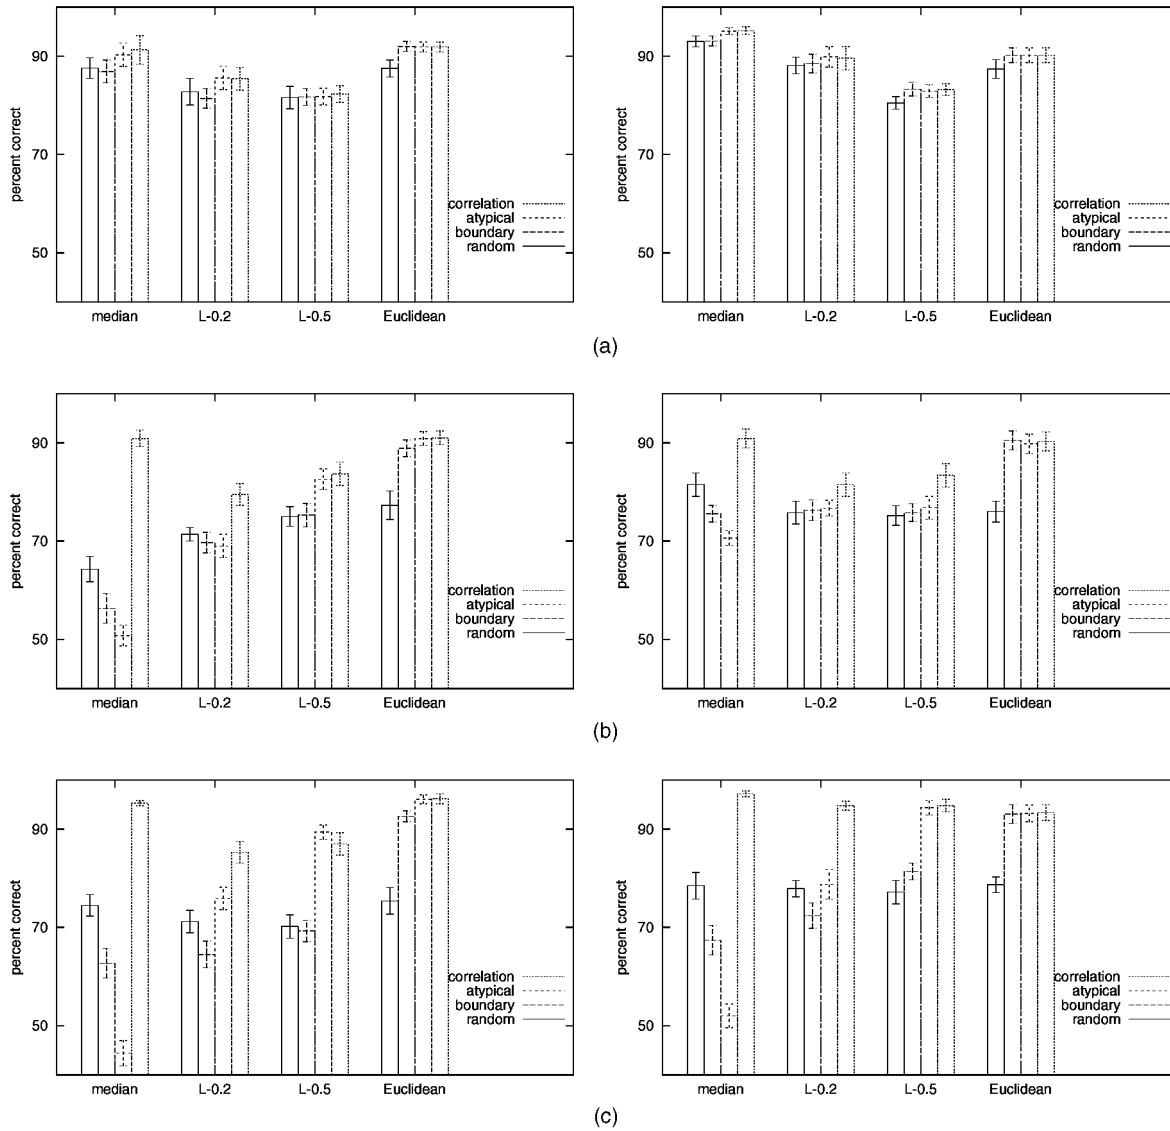 90
70
50
percent correct
correlation
atypical
boundary
random
median L-0.2 L-0.5 Euclidean
90
70
50
percent correct
correlation
atypical
boundary
random
median L-0.2 L-0.5 Euclidean
(a)
90
70
50
percent correct
correlation
atypical
boundary
random
median L-0.2 L-0.5 Euclidean
90
70
50
percent correct
correlation
atypical
boundary
random
median L-0.2 L-0.5 Euclidean
(b)
90
70
50
percent correct
correlation
atypical
boundary
random
median L-0.2 L-0.5 Euclidean
90
70
50
percent correct
correlation
atypical
boundary
random
median L-0.2 L-0.5 Euclidean
(c)